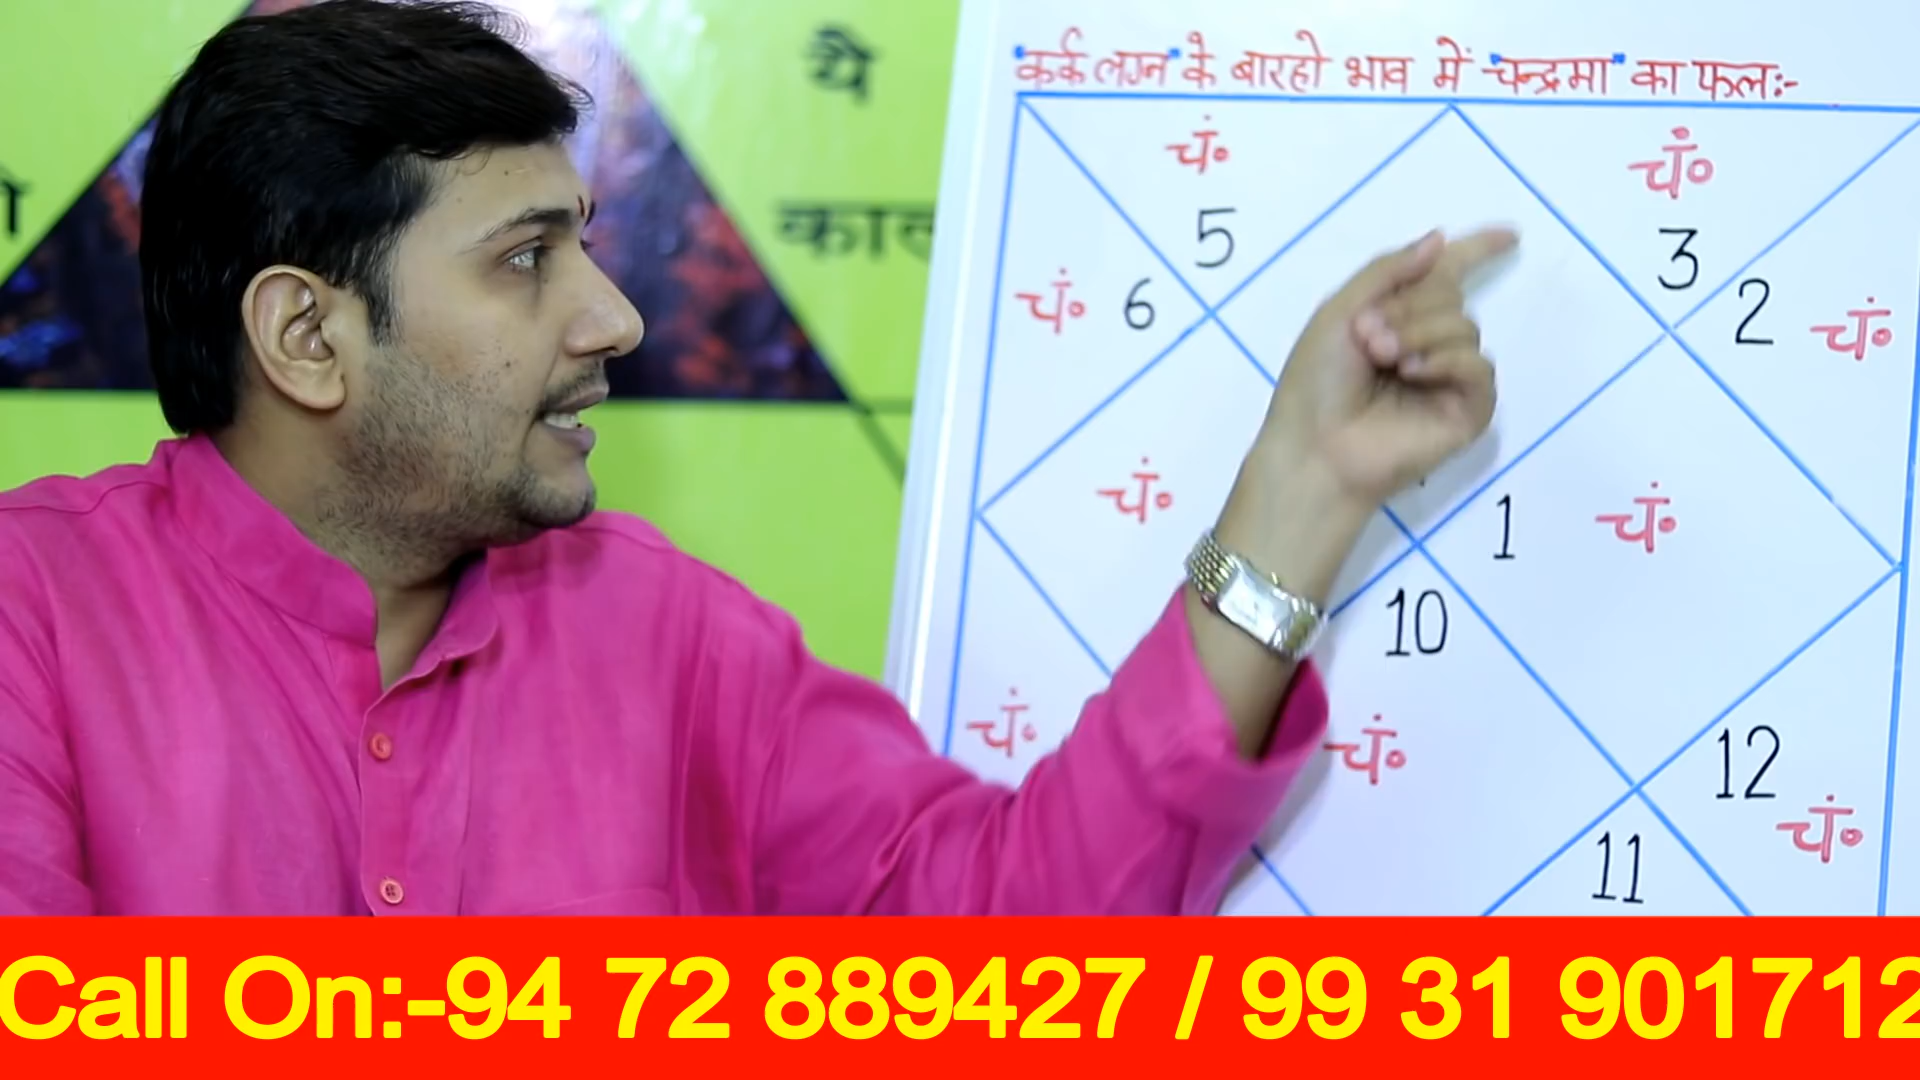 यै
काल
"कर्क लग्न" के बारहो भाव में "चन्द्रमा" का फल:-
चं॰
चं॰
5
3
चं॰ 6
2 चं॰
चं॰
1 चं॰
10
चं॰
चं॰
12
चं॰
11
Call On:-94 72 889427 / 99 31 901712